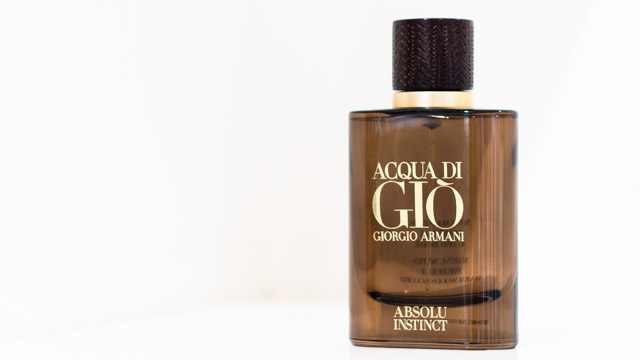 ACQUA DI
GIÒ
GIORGIO ARMANI
ABSOLU
INSTINCT